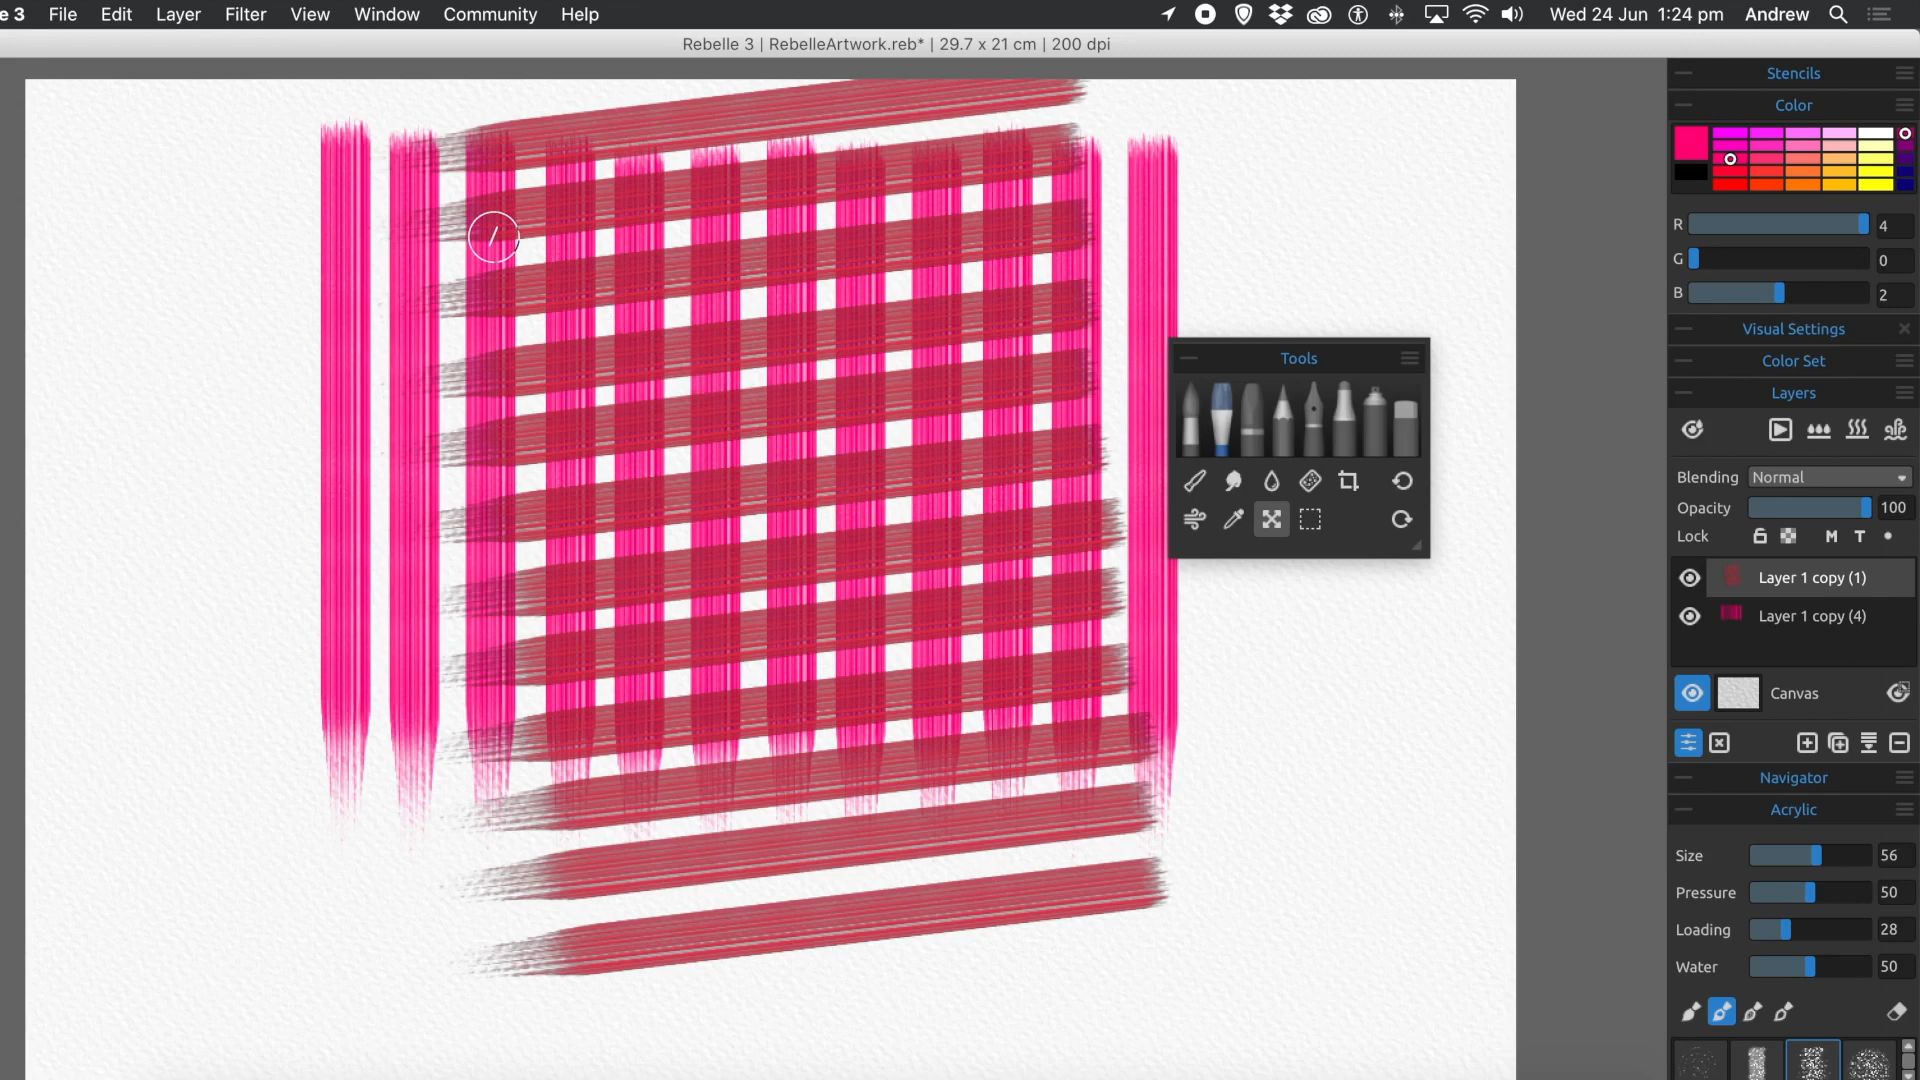 e 3 File Edit Layer Filter View Window Community Help Wed 24 Jun 1:24 pm Andrew
Rebelle 3 | RebelleArtwork.reb* | 29.7 x 21 cm | 200 dpi
Stencils
Color
R 4
G 0
B 2
Visual Settings
Color Set
Layers
Tools
Blending Normal
Opacity 100
Lock M T
Layer 1 copy (1)
Layer 1 copy (4)
Canvas
Navigator
Acrylic
Size 56
Pressure 50
Loading 28
Water 50